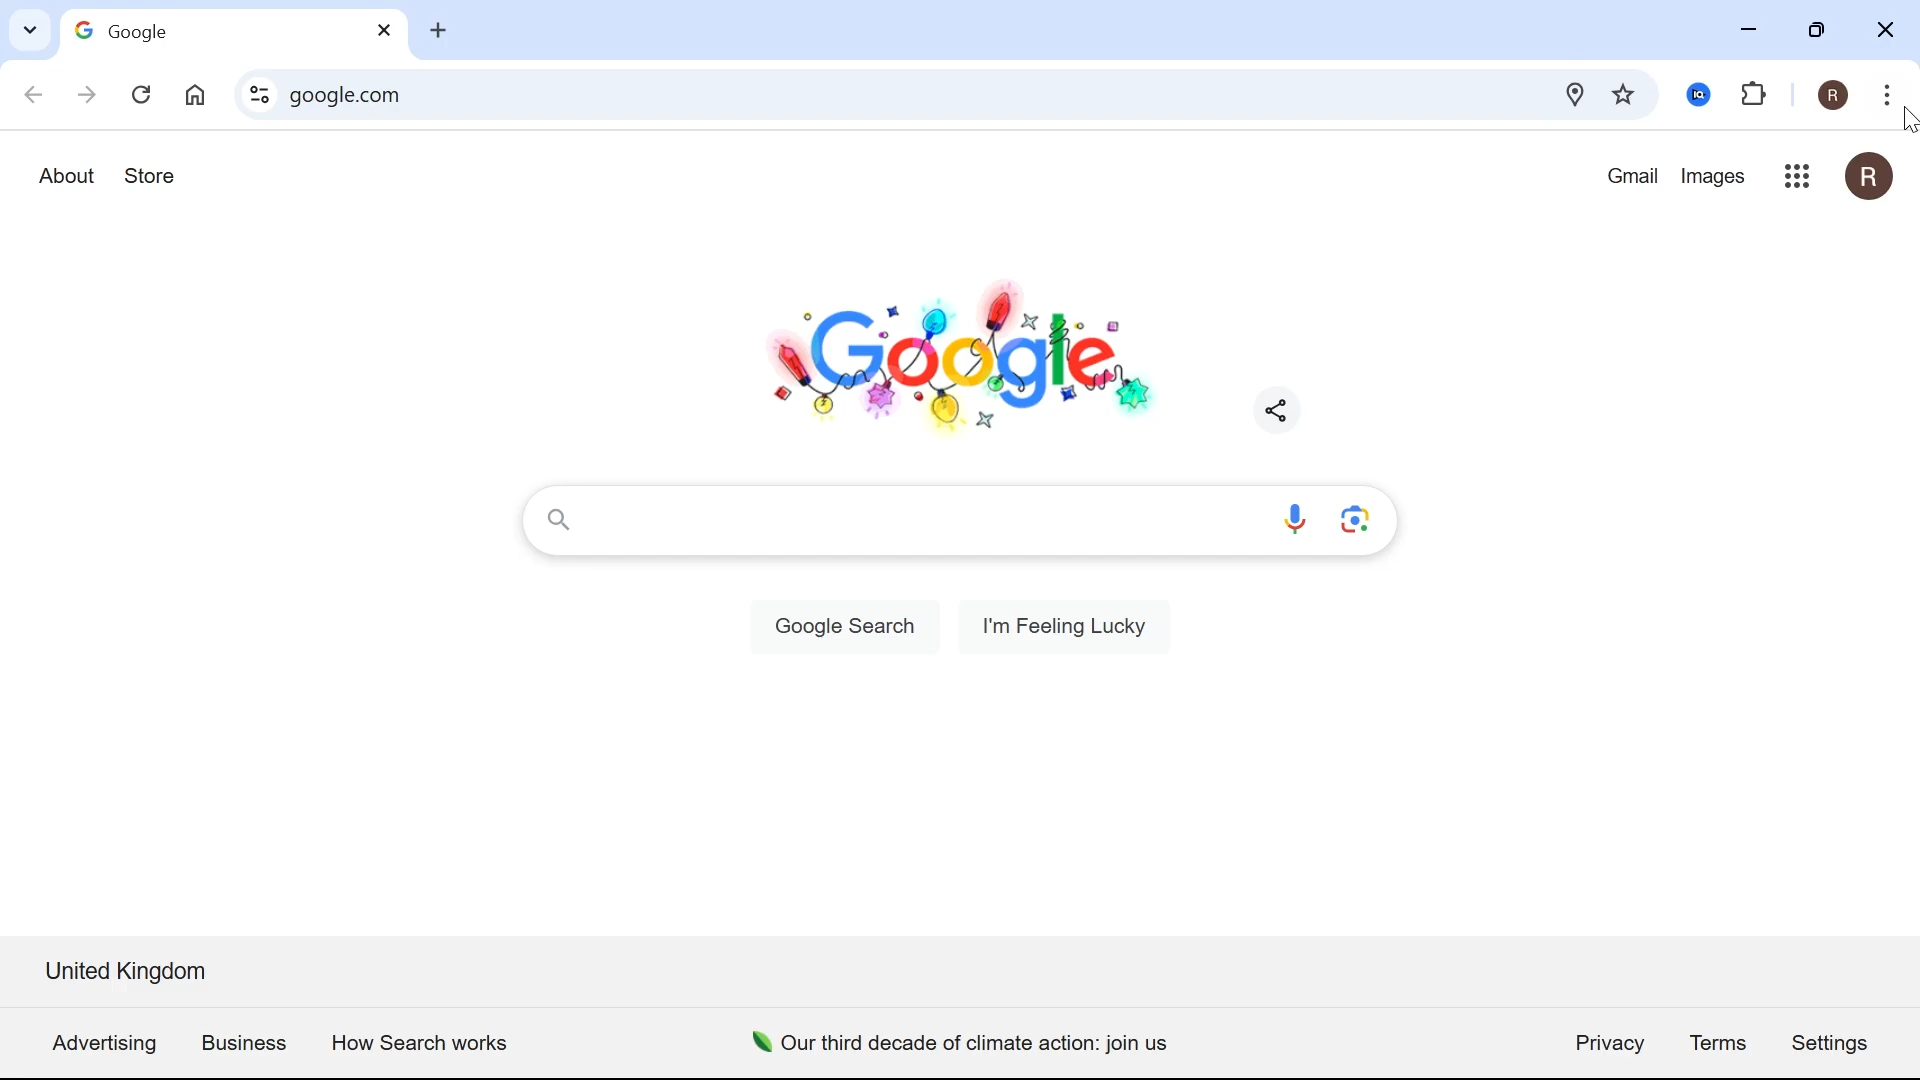 Google
google.com
R
About Store
Gmail Images
R
Google
Google Search
I'm Feeling Lucky
United Kingdom
Advertising Business How Search works
Our third decade of climate action: join us
Privacy Terms Settings